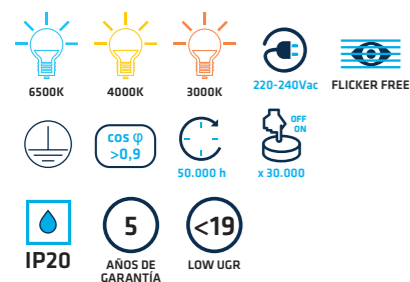 6500K
4000K
3000K
220-240Vac
FLICKER FREE
cos φ
>0,9
50.000 h
OFF
ON
x 30.000
IP20
5
AÑOS DE
GARANTÍA
<19
LOW UGR